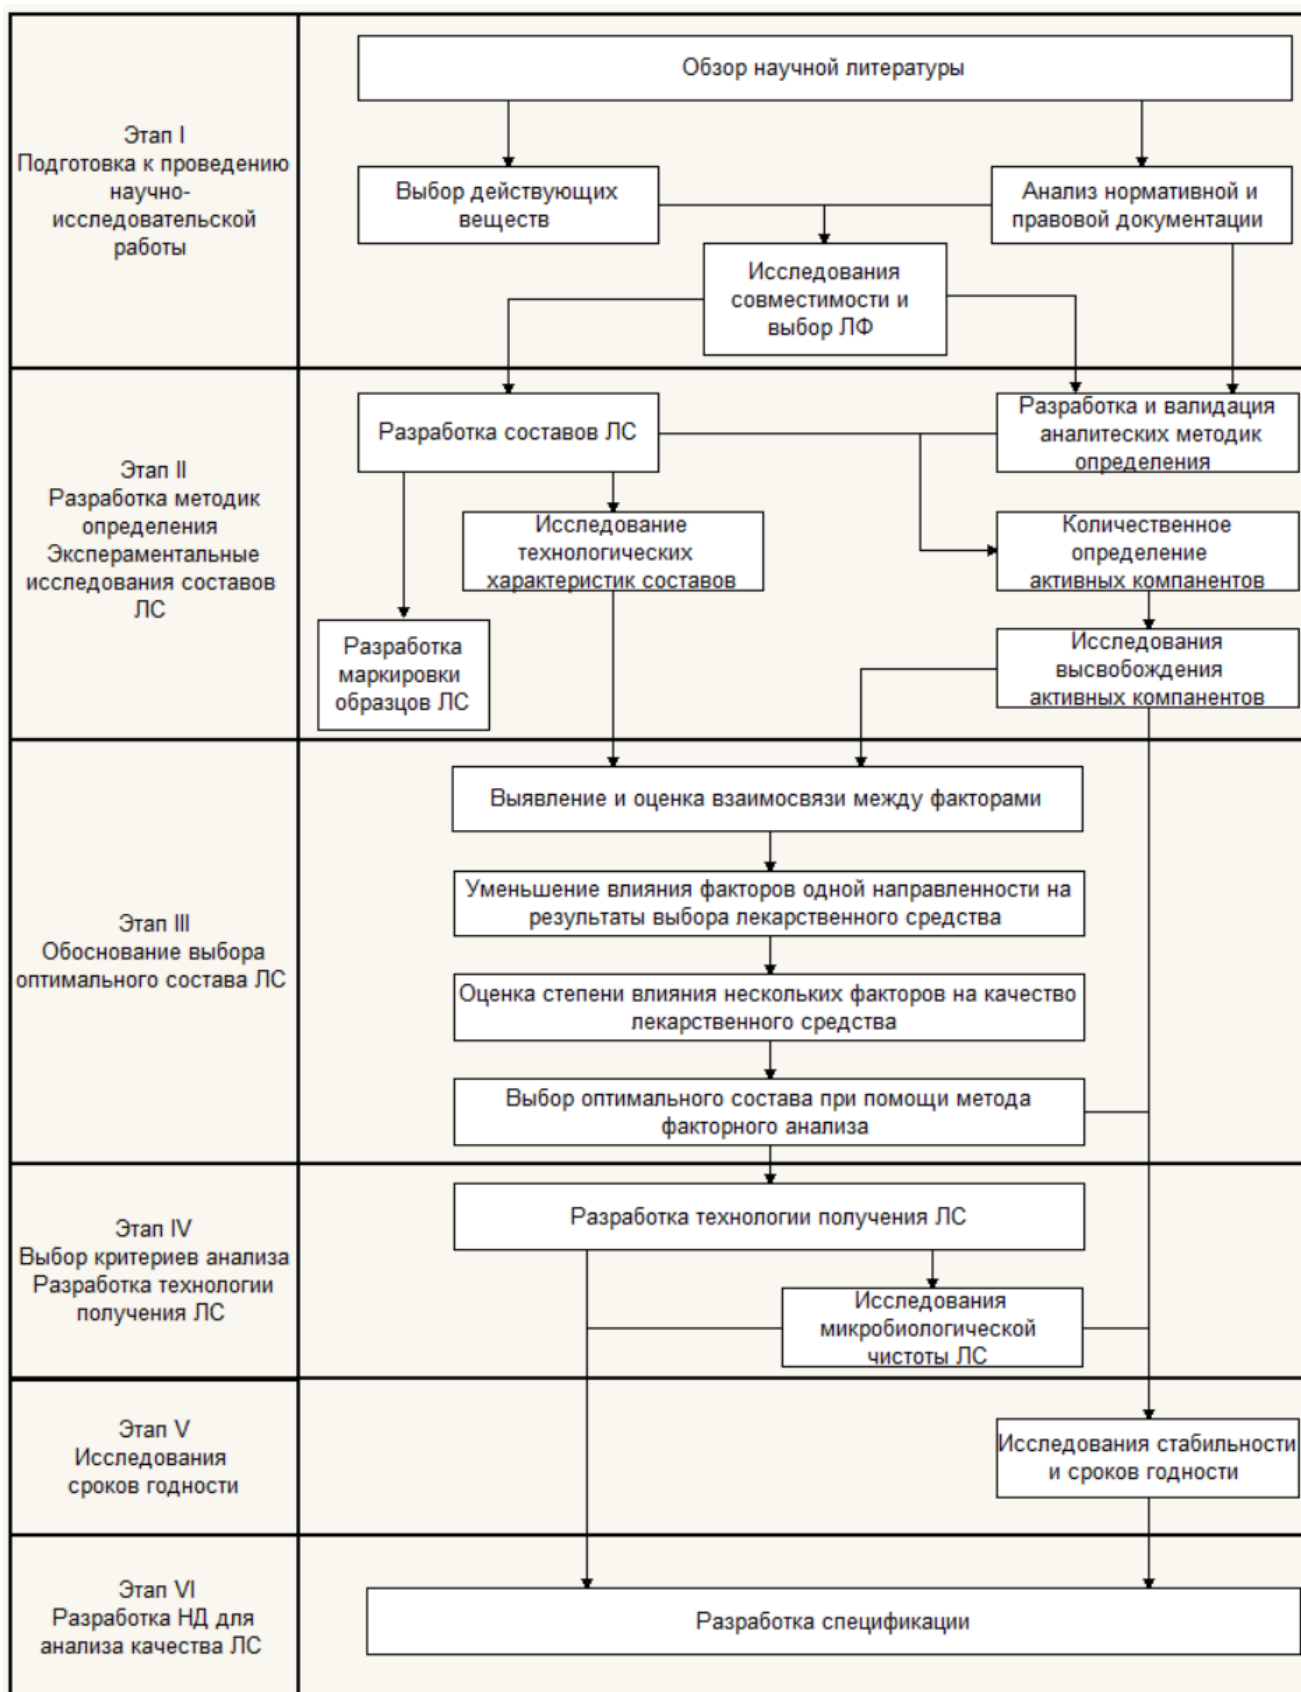 Обзор научной литературы
Этап I
Подготовка к проведению
научно-
исследовательской
работы
Выбор действующих
веществ
Анализ нормативной и
правовой документации
Исследования
совместимости и
выбор ЛФ
Этап II
Разработка методик
определения
Экспераментальные
исследования составов
ЛС
Разработка составов ЛС
Разработка и валидация
аналитеских методик
определения
Исследование
технологических
характеристик составов
Количественное
определение
активных компанентов
Разработка
маркировки
образцов ЛС
Исследования
высвобождения
активных компанентов
Этап III
Обоснование выбора
оптимального состава ЛС
Выявление и оценка взаимосвязи между факторами
Уменьшение влияния факторов одной направленности на
результаты выбора лекарственного средства
Оценка степени влияния нескольких факторов на качество
лекарственного средства
Выбор оптимального состава при помощи метода
факторного анализа
Этап IV
Выбор критериев анализа
Разработка технологии
получения ЛС
Разработка технологии получения ЛС
Исследования
микробиологической
чистоты ЛС
Этап V
Исследования
сроков годности
Исследования стабильности
и сроков годности
Этап VI
Разработка НД для
анализа качества ЛС
Разработка спецификации